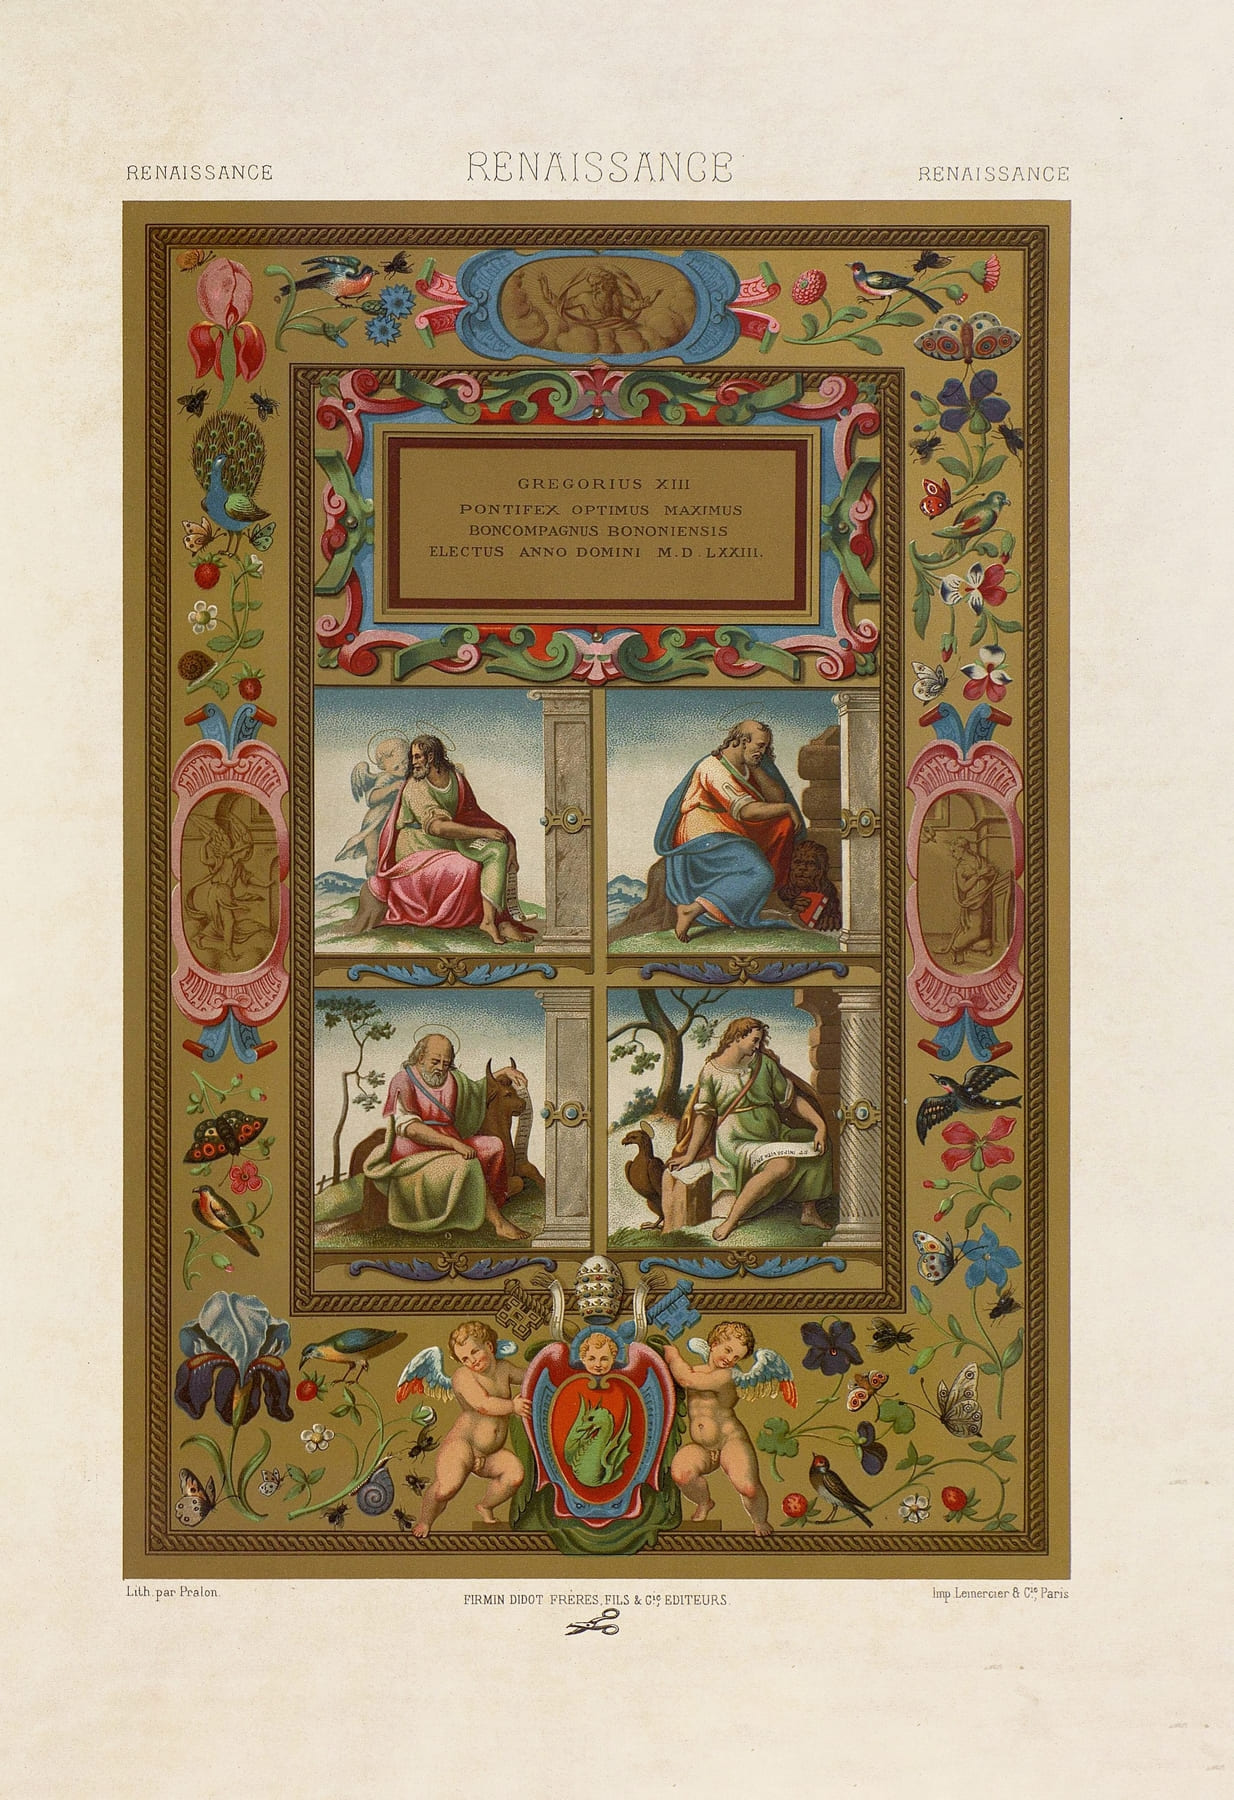 RENAISSANCE
RENAISSANCE
RENAISSANCE
GREGORIUS XIII
PONTIFEX OPTIMUS MAXIMUS
BONCOMPAGNUS BONONIENSIS
ELECTUS ANNO DOMINI M.D.LXXIII.
Lith. par Pralon.
FIRMIN DIDOT FRÈRES, FILS & Cie, EDITEURS.
Imp. Lemercier & Cie, Paris